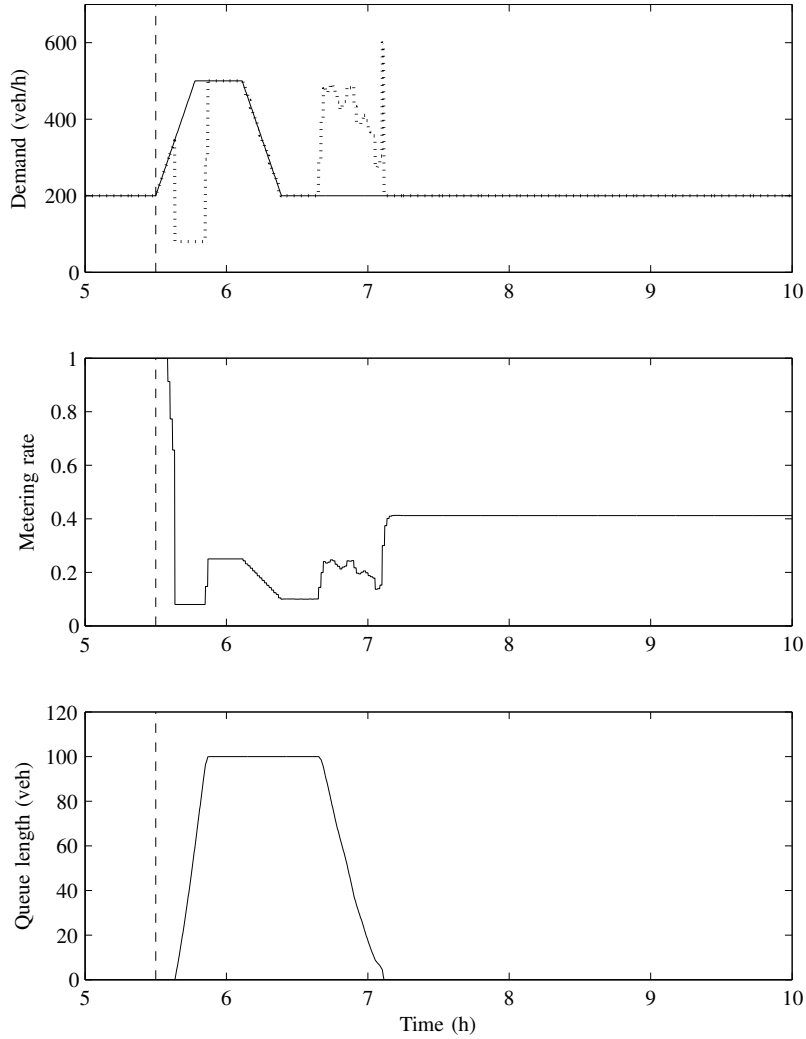 600
400
200
0
Demand (veh/h)
5 6 7 8 9 10
1
0.8
0.6
0.4
0.2
0
Metering rate
5 6 7 8 9 10
120
100
80
60
40
20
0
Queue length (veh)
5 6 7 8 9 10
Time (h)